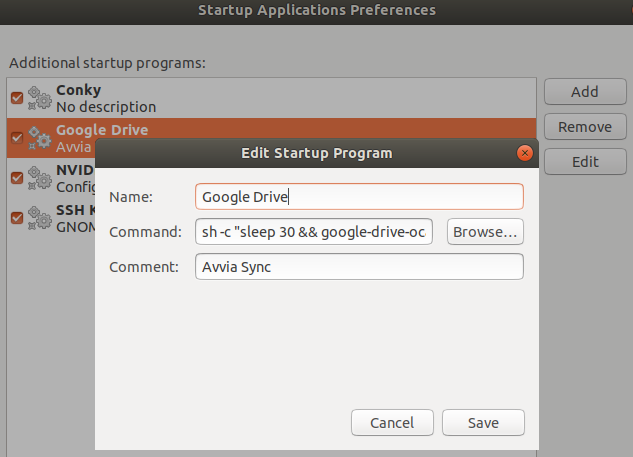 Startup Applications Preferences
Additional startup programs:
Conky
No description
Add
Google Drive
Avvia
Remove
Edit Startup Program
NVID
Config
Edit
SSH K
GNOM
Name:
Google Drive
Command:
sh -c "sleep 30 && google-drive-oc
Browse...
Comment:
Avvia Sync
Cancel
Save